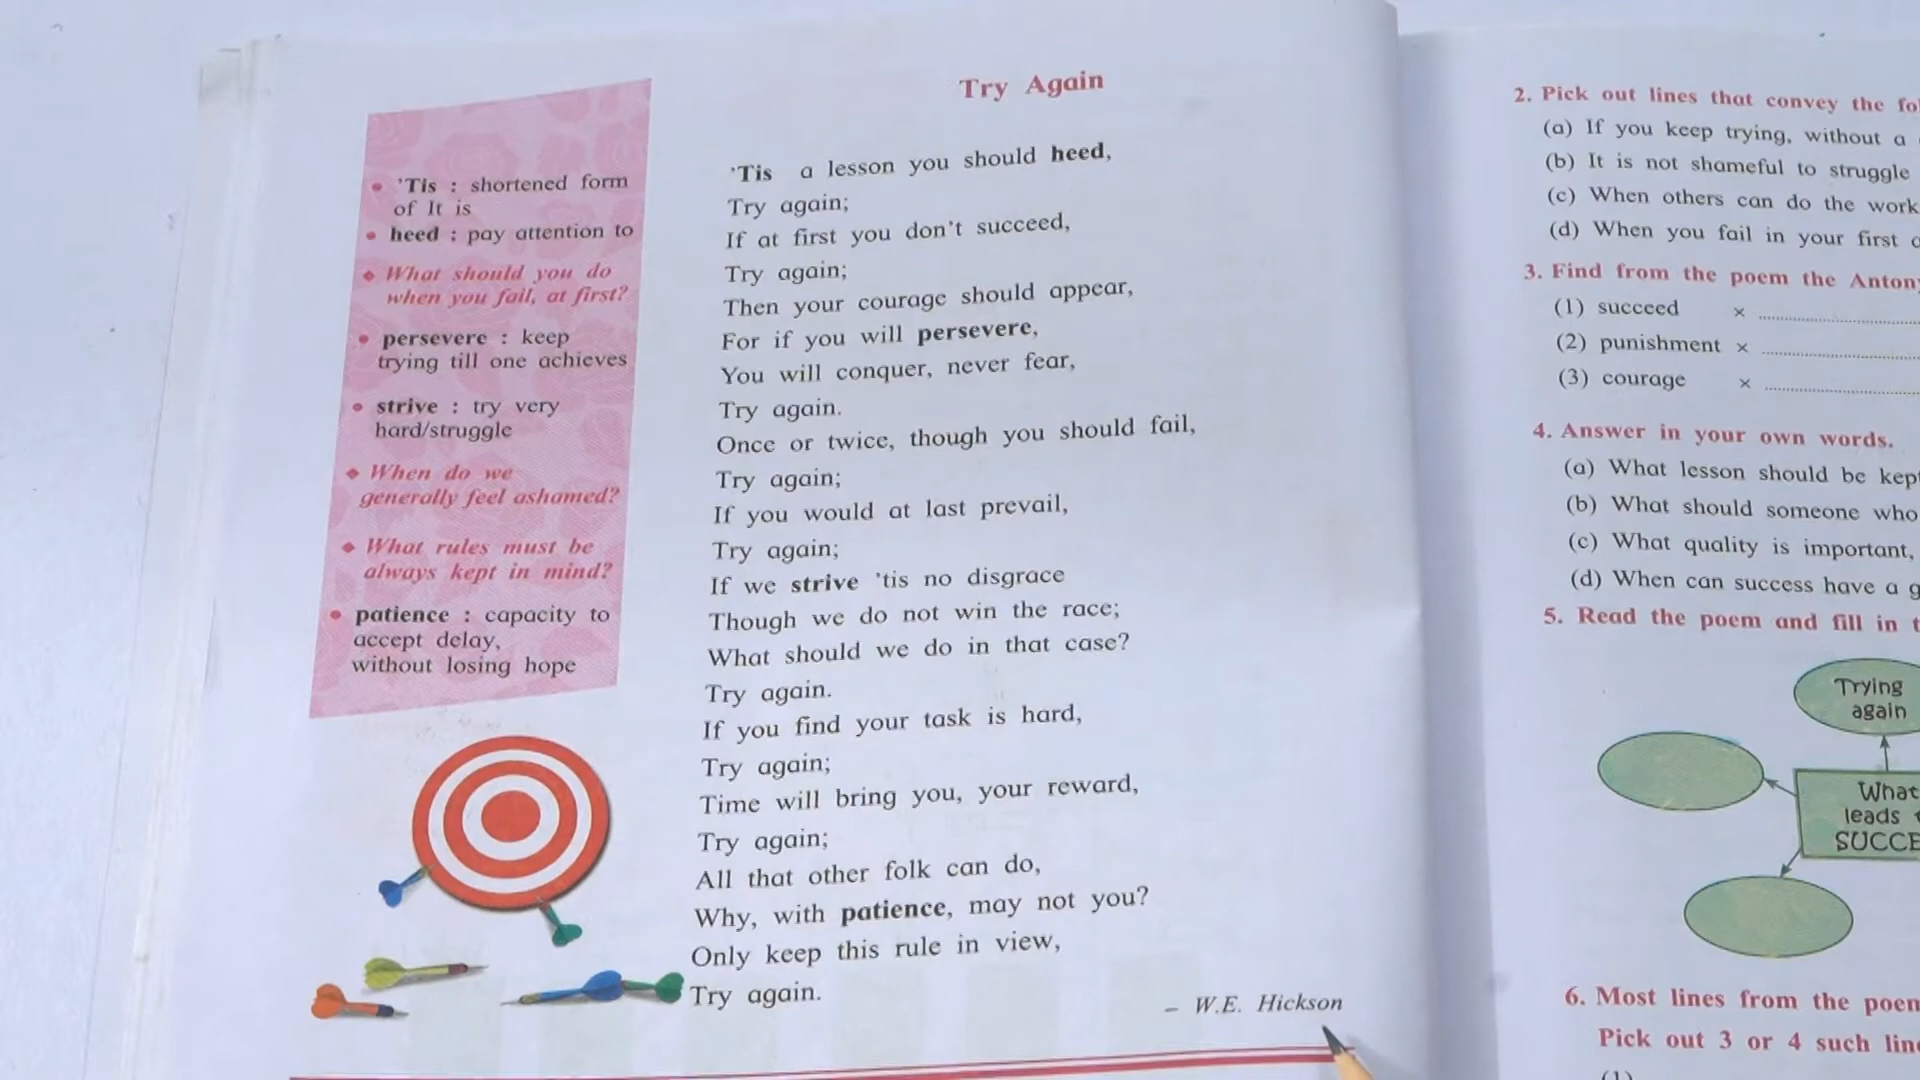 Try Again
'Tis : shortened form
of It is
heed : pay attention to
What should you do
when you fail, at first?
persevere : keep
trying till one achieves
strive : try very
hard/struggle
When do we
generally feel ashamed?
What rules must be
always kept in mind?
patience : capacity to
accept delay,
without losing hope
'Tis a lesson you should heed,
Try again;
If at first you don't succeed,
Try again;
Then your courage should appear,
For if you will persevere,
You will conquer, never fear,
Try again.
Once or twice, though you should fail,
Try again;
If you would at last prevail,
Try again;
If we strive 'tis no disgrace
Though we do not win the race;
What should we do in that case?
Try again.
If you find your task is hard,
Try again;
Time will bring you, your reward,
Try again;
All that other folk can do,
Why, with patience, may not you?
Only keep this rule in view,
Try again.
– W.E. Hickson
2. Pick out lines that convey the
(a) If you keep trying, without a
(b) It is not shameful to struggle
(c) When others can do the work
(d) When you fail in your first
3. Find from the poem the
(1) succeed ×
(2) punishment ×
(3) courage ×
4. Answer in your own words.
(a) What lesson should be
(b) What should someone who
(c) What quality is important,
(d) When can success have a
5. Read the poem and fill in
Trying
again
What
leads
6. Most lines from the
Pick out 3 or 4 such
(1)